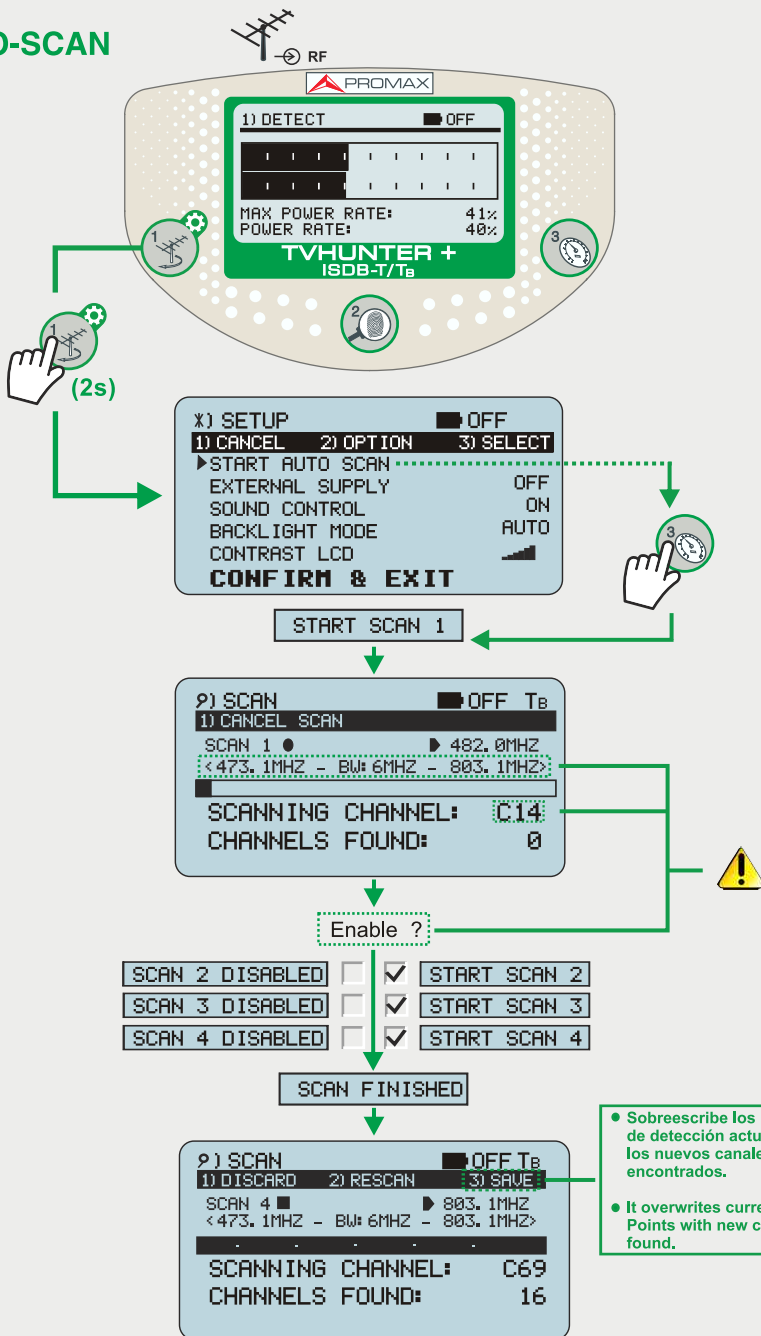 O-SCAN
RF
PROMAX
1) DETECT OFF
MAX POWER RATE: 41%
POWER RATE: 40%
TVHUNTER +
ISDB-T/TB
1
3
2
1
(2s)
*) SETUP OFF
1) CANCEL 2) OPTION 3) SELECT
START AUTO SCAN
EXTERNAL SUPPLY OFF
SOUND CONTROL ON
BACKLIGHT MODE AUTO
CONTRAST LCD
CONFIRM & EXIT
3
START SCAN 1
SCAN OFF TB
1) CANCEL SCAN
SCAN 1 482.0MHZ
<473.1MHZ - BW:6MHZ - 803.1MHZ>
SCANNING CHANNEL: C14
CHANNELS FOUND: 0
Enable ?
SCAN 2 DISABLED START SCAN 2
SCAN 3 DISABLED START SCAN 3
SCAN 4 DISABLED START SCAN 4
SCAN FINISHED
SCAN OFF TB
1) DISCARD 2) RESCAN 3) SAVE
SCAN 4 803.1MHZ
<473.1MHZ - BW:6MHZ - 803.1MHZ>
SCANNING CHANNEL: C69
CHANNELS FOUND: 16
• Sobreescribe los
de detección actu
los nuevos canale
encontrados.
• It overwrites curre
Points with new c
found.